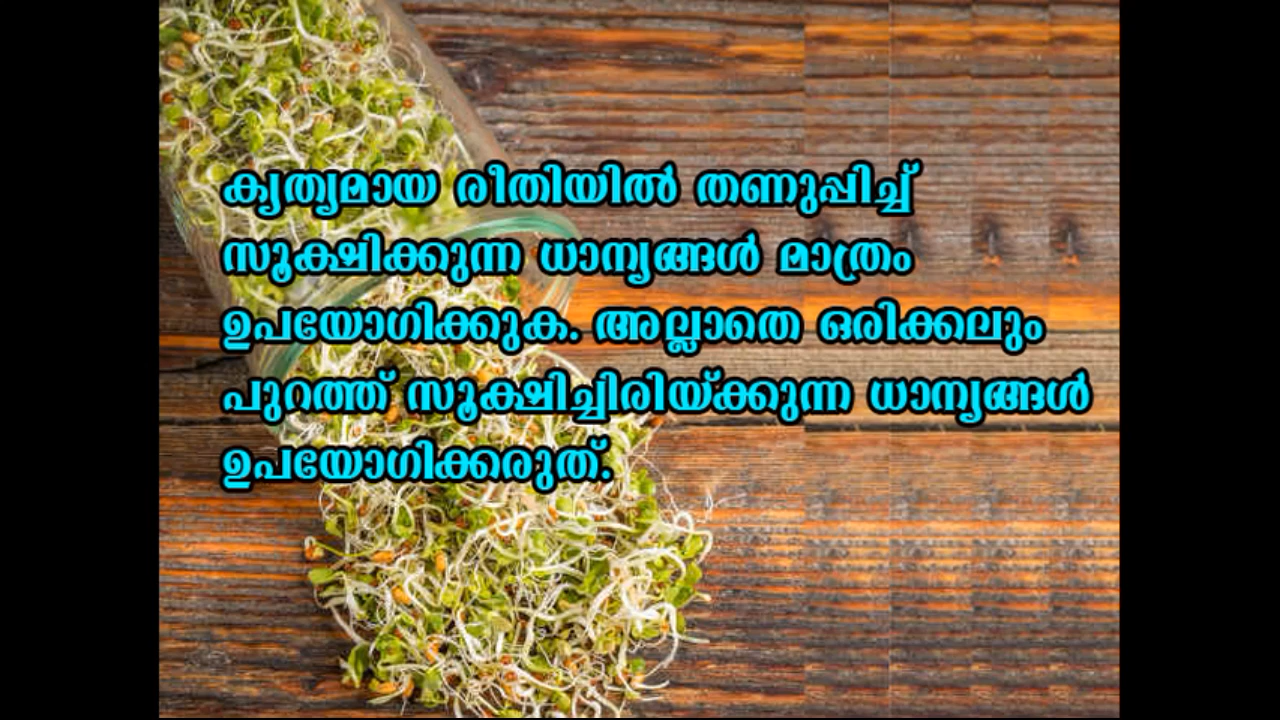 കൃത്യമായ രീതിയിൽ തണുപ്പിച്ച്
സൂക്ഷിക്കുന്ന ധാന്യങ്ങൾ മാത്രം
ഉപയോഗിക്കുക. അല്ലാതെ ഒരിക്കലും
പുറത്ത് സൂക്ഷിച്ചിരിയ്ക്കുന്ന ധാന്യങ്ങൾ
ഉപയോഗിക്കരുത്.